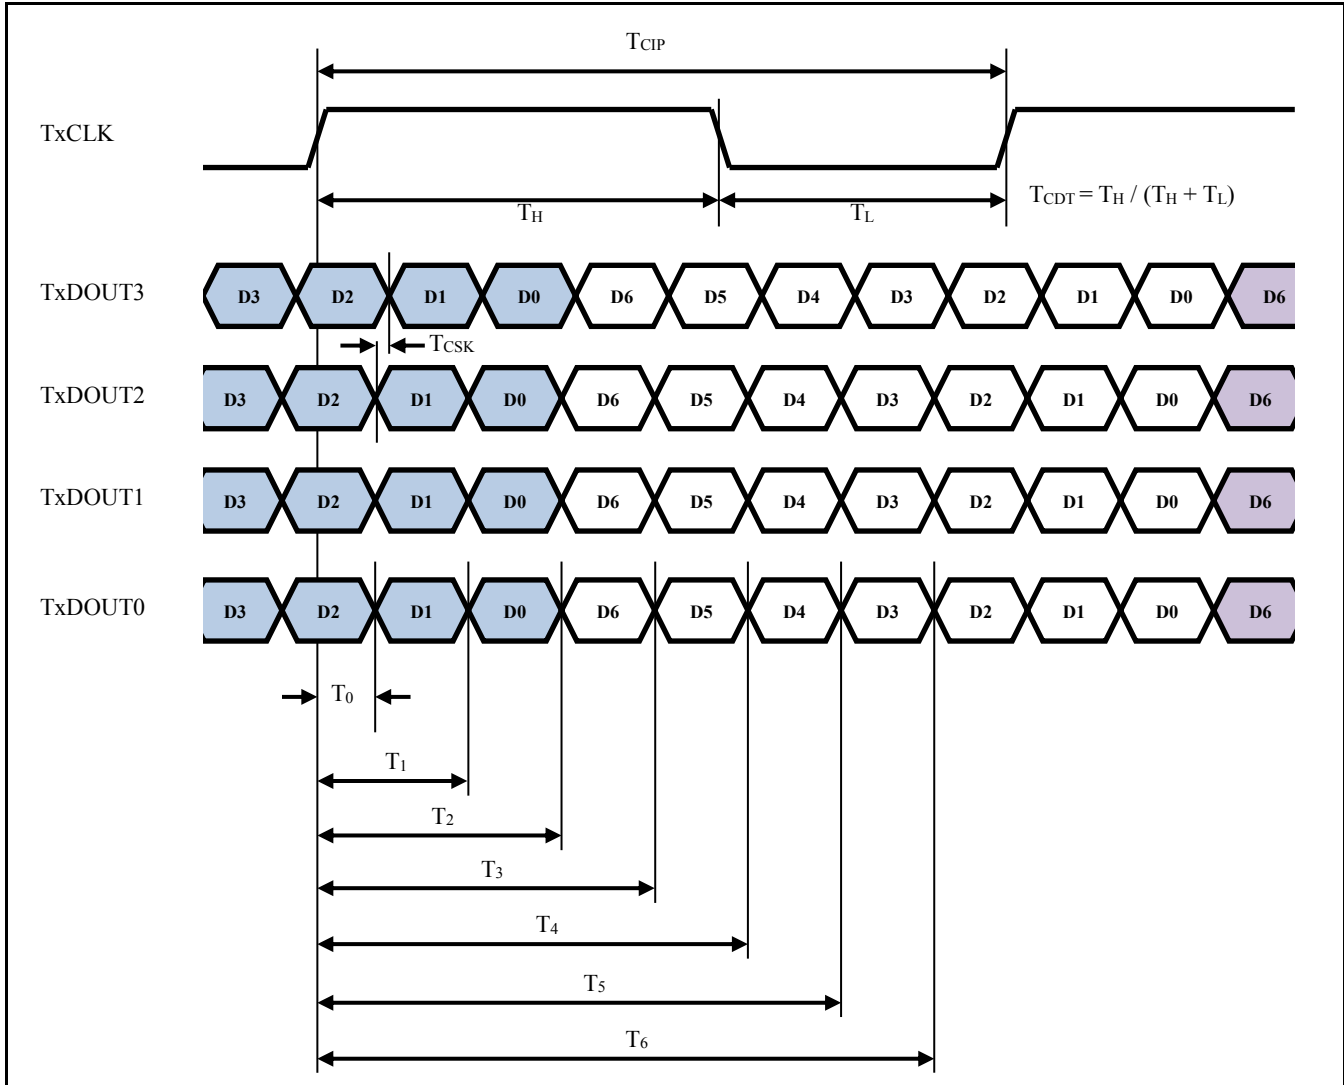 TCIP
TxCLK
TH
TL
TCDT = TH / (TH + TL)
TxDOUT3
D3 D2 D1 D0 D6 D5 D4 D3 D2 D1 D0 D6
TCSK
TxDOUT2
D3 D2 D1 D0 D6 D5 D4 D3 D2 D1 D0 D6
TxDOUT1
D3 D2 D1 D0 D6 D5 D4 D3 D2 D1 D0 D6
TxDOUT0
D3 D2 D1 D0 D6 D5 D4 D3 D2 D1 D0 D6
T0
T1
T2
T3
T4
T5
T6